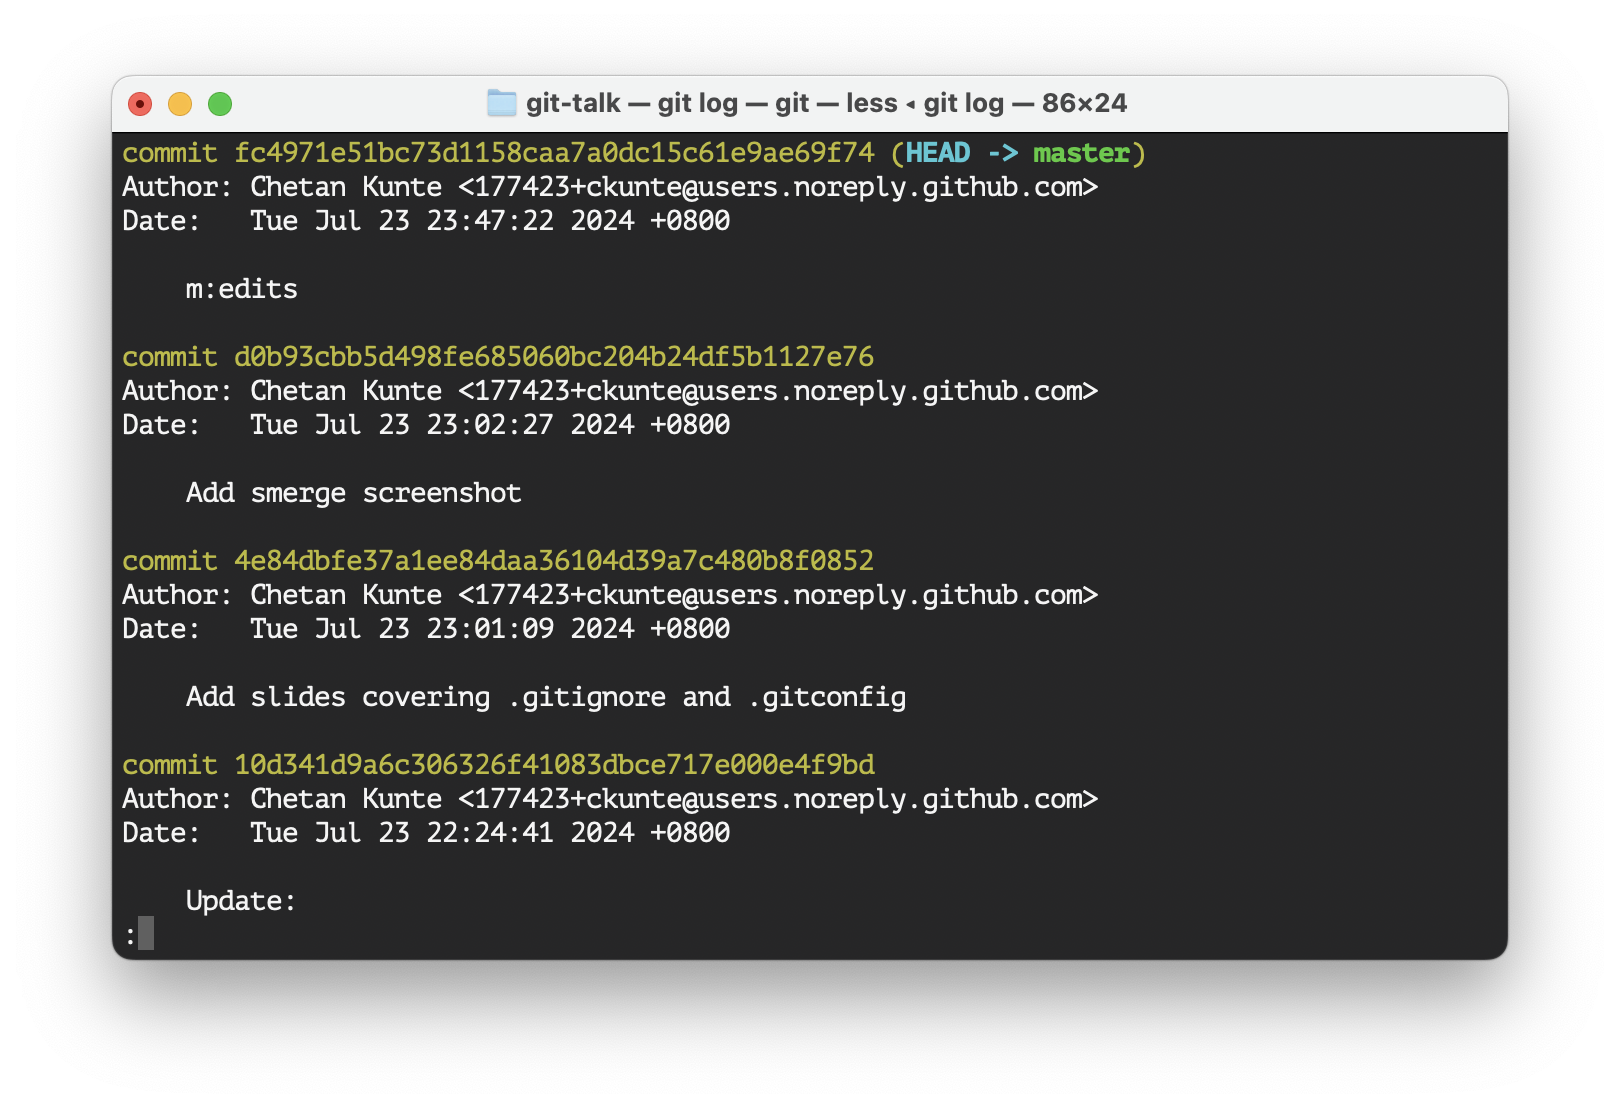 git-talk — git log — git — less ◂ git log — 86×24
commit fc4971e51bc73d1158caa7a0dc15c61e9ae69f74 (HEAD -> master)
Author: Chetan Kunte <177423+ckunte@users.noreply.github.com>
Date:   Tue Jul 23 23:47:22 2024 +0800
m:edits
commit d0b93cbb5d498fe685060bc204b24df5b1127e76
Author: Chetan Kunte <177423+ckunte@users.noreply.github.com>
Date:   Tue Jul 23 23:02:27 2024 +0800
Add smerge screenshot
commit 4e84dbfe37a1ee84daa36104d39a7c480b8f0852
Author: Chetan Kunte <177423+ckunte@users.noreply.github.com>
Date:   Tue Jul 23 23:01:09 2024 +0800
Add slides covering .gitignore and .gitconfig
commit 10d341d9a6c306326f41083dbce717e000e4f9bd
Author: Chetan Kunte <177423+ckunte@users.noreply.github.com>
Date:   Tue Jul 23 22:24:41 2024 +0800
Update:
: